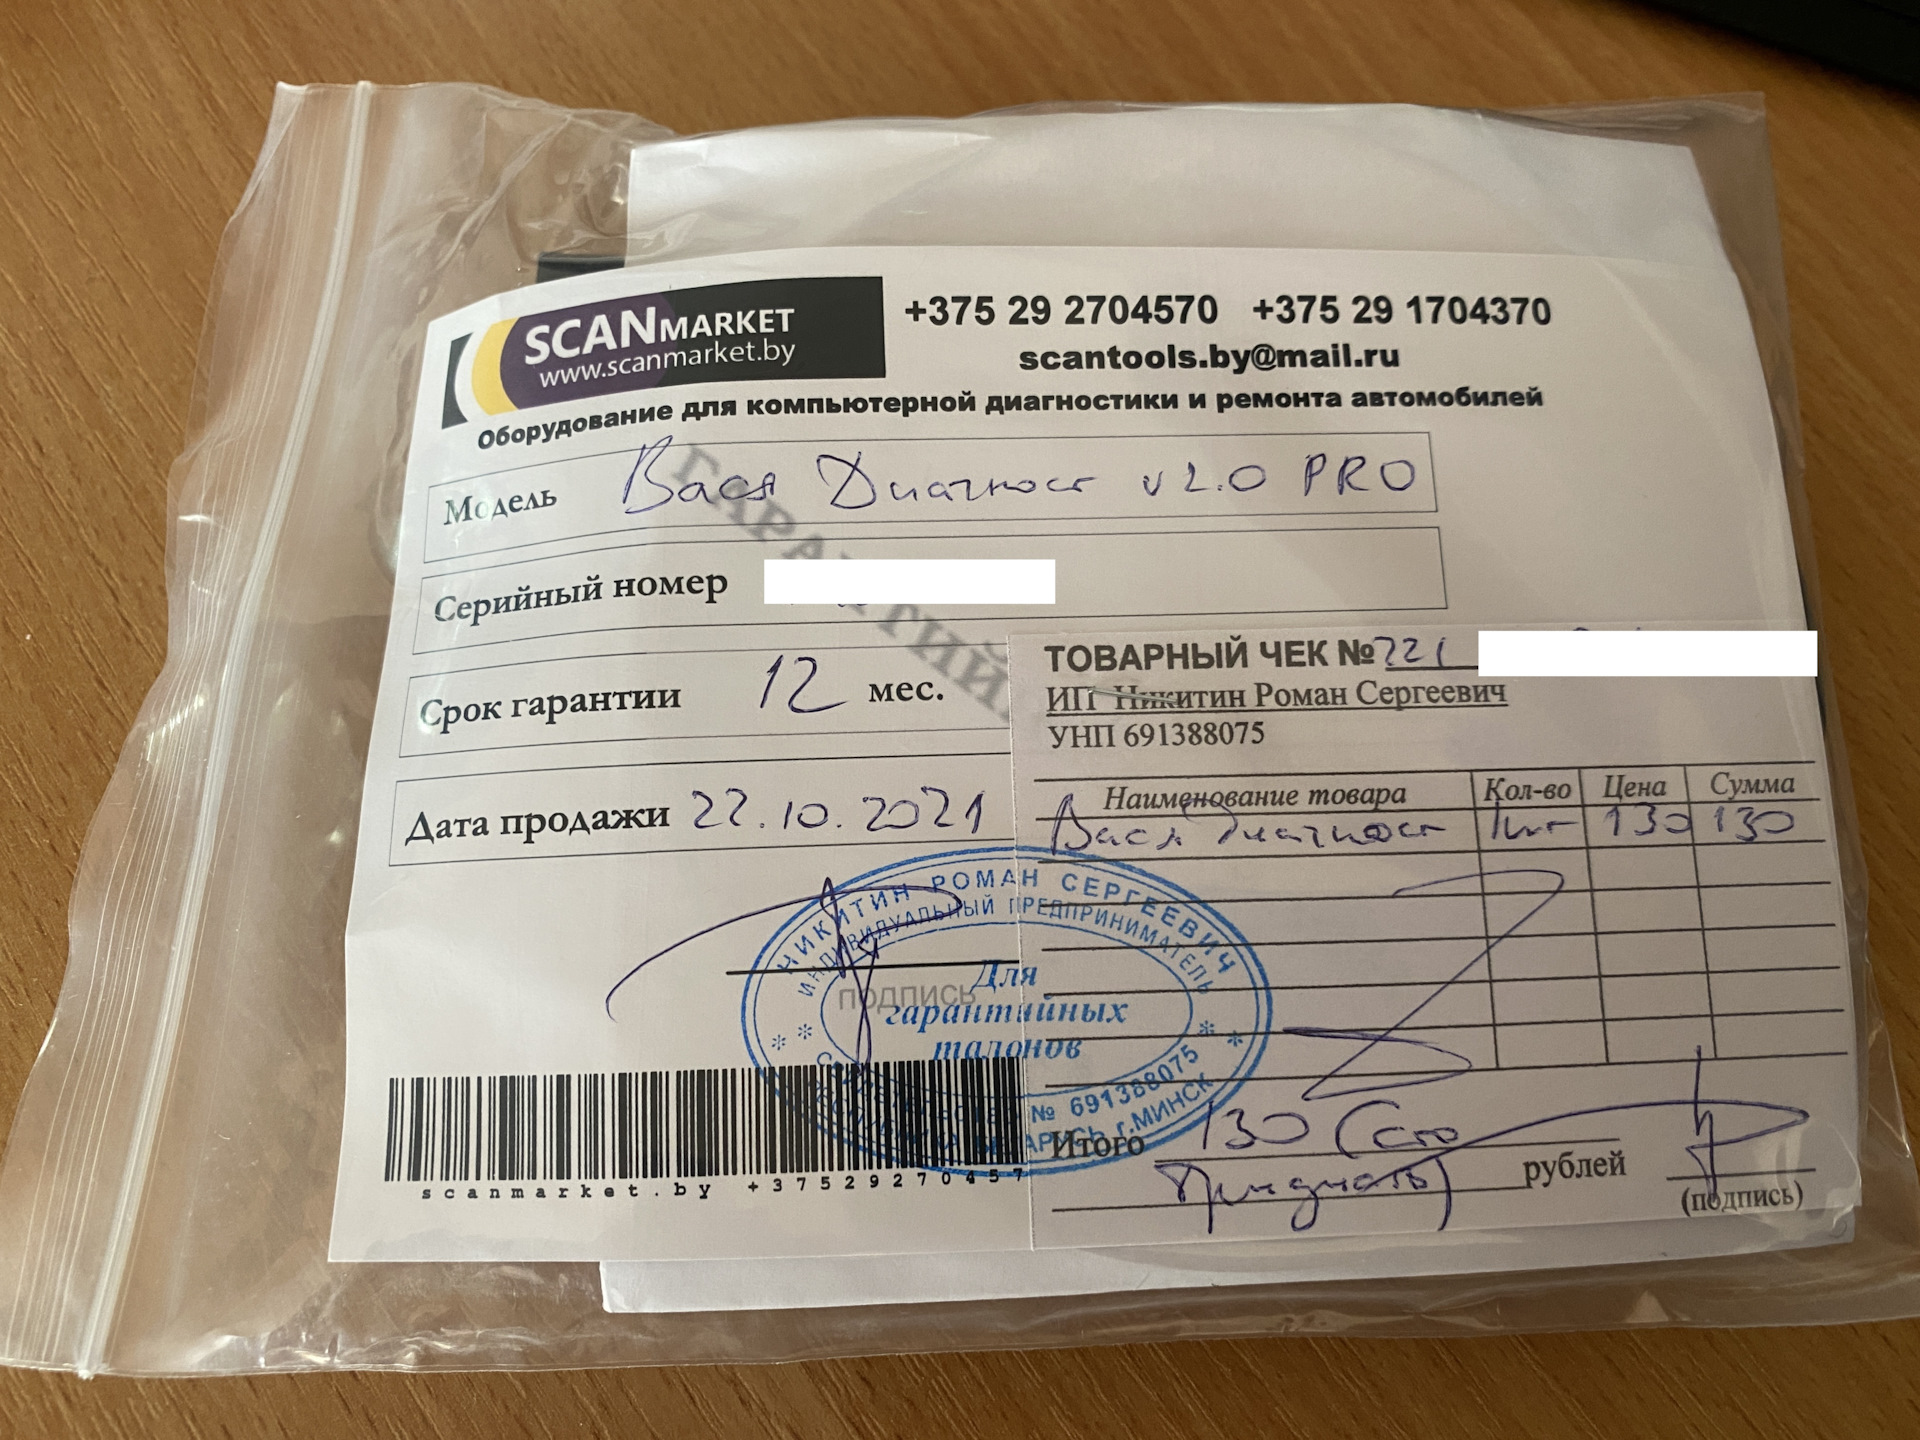 SCANMARKET
www.scanmarket.by
+375 29 2704570 +375 29 1704370
scantools.by@mail.ru
Оборудование для компьютерной диагностики и ремонта автомобилей
Модель Вася Диагност v2.0 PRO
Серийный номер
Срок гарантии 12 мес.
Дата продажи 22.10.2021
подпись
scanmarket.by +37529270457
ТОВАРНЫЙ ЧЕК № 221
ИП Никитин Роман Сергеевич
УНП 691388075
Наименование товара Кол-во Цена Сумма
Вася Диагност 1шт 130 130
Итого 130 (Сто
тридцать) рублей
(подпись)
НИКИТИН РОМАН СЕРГЕЕВИЧ
ИНДИВИДУАЛЬНЫЙ ПРЕДПРИНИМАТЕЛЬ
Для
гарантийных
талонов
№ 691388075
РЕСПУБЛИКА БЕЛАРУСЬ г.МИНСК